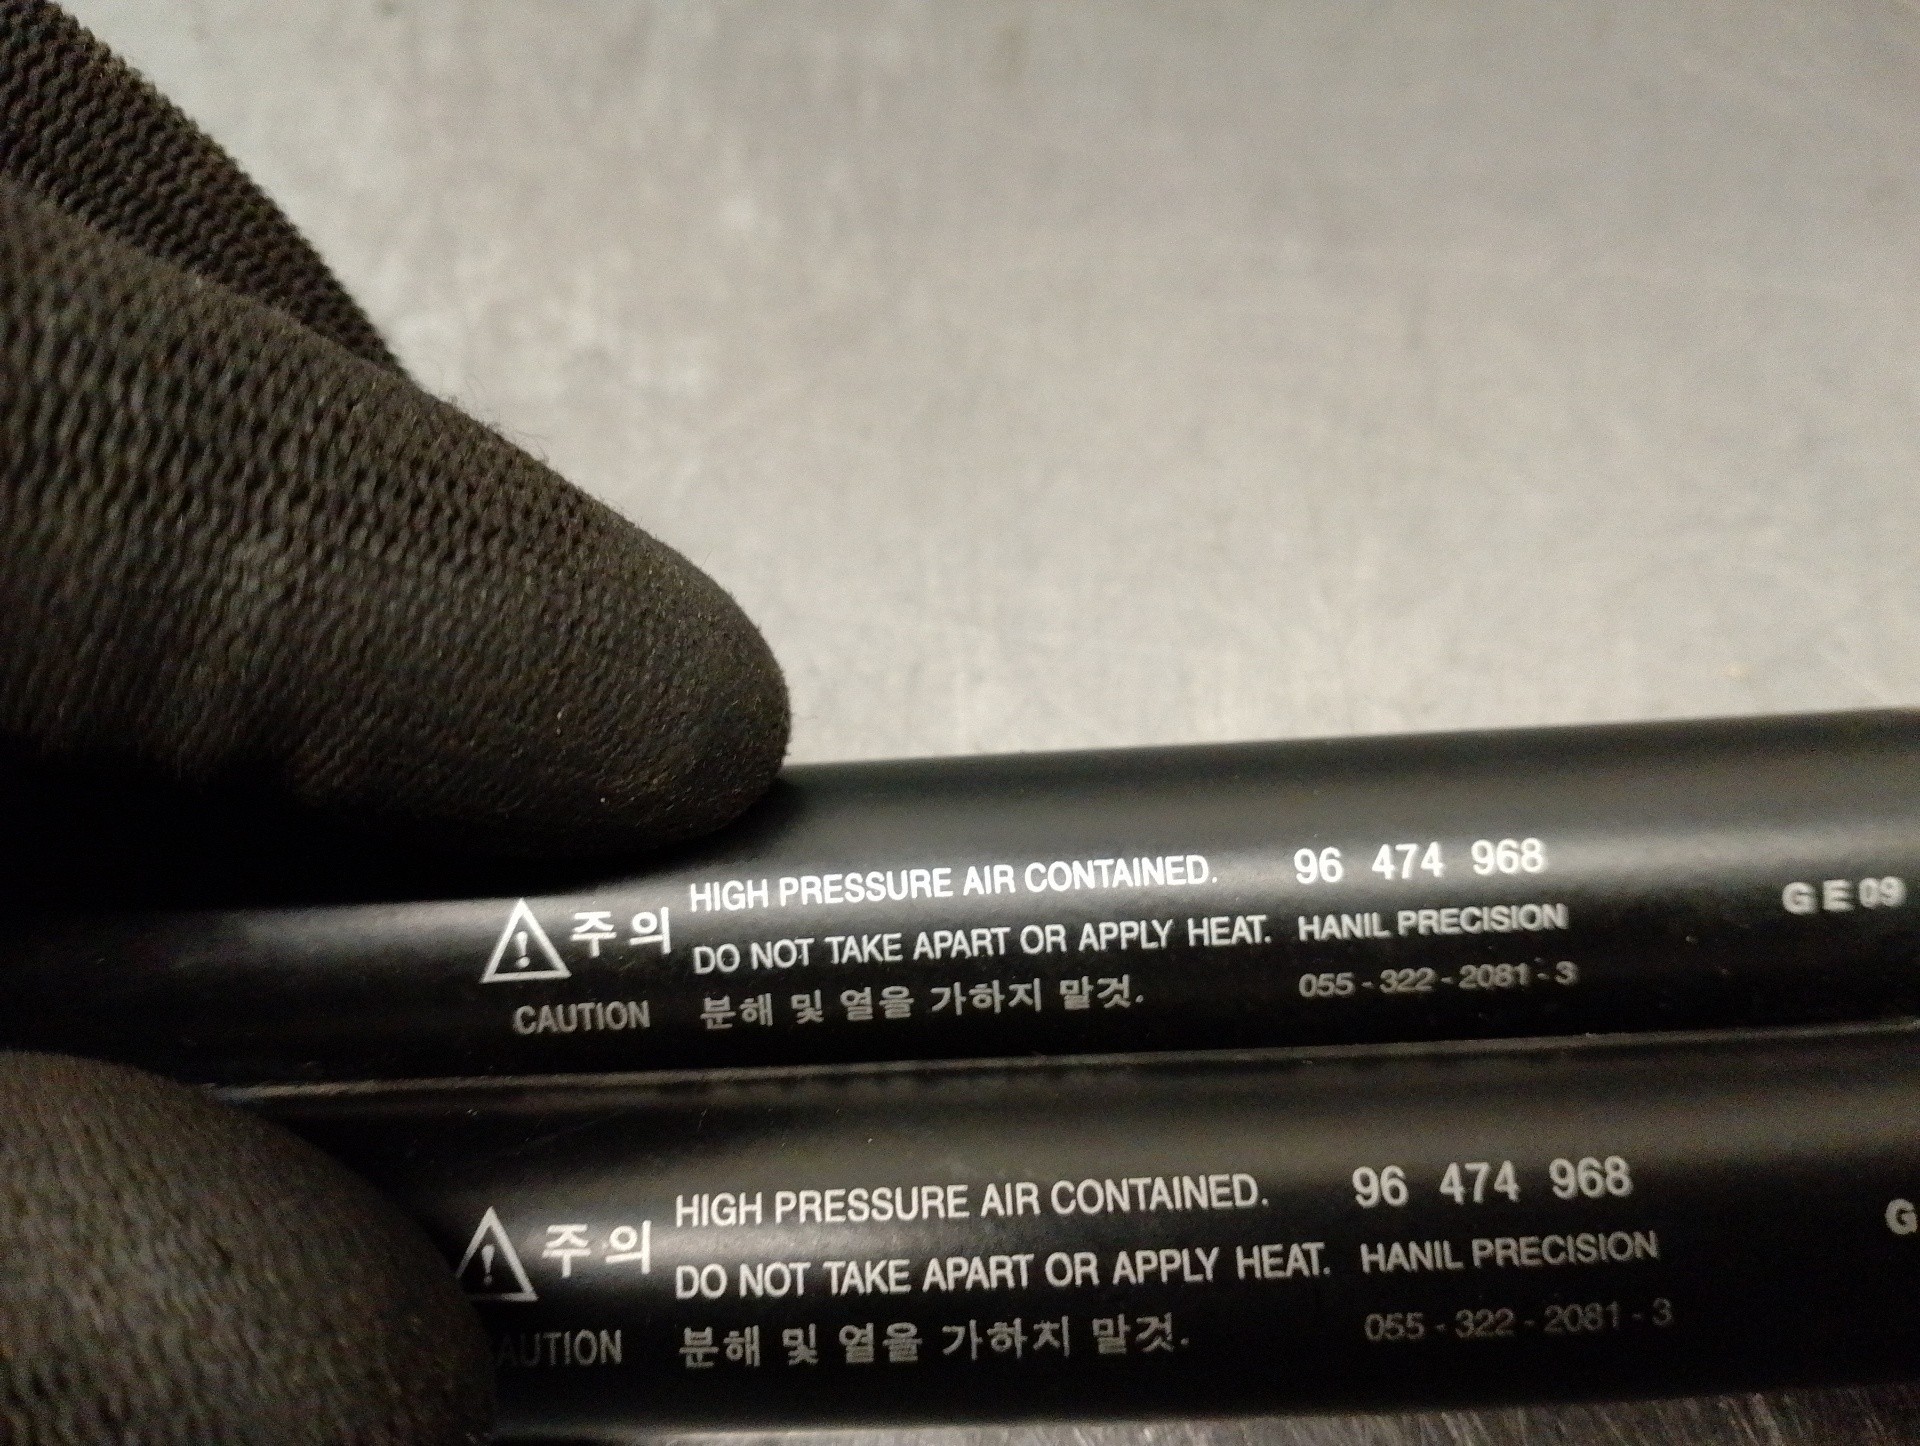 HIGH PRESSURE AIR CONTAINED. 96 474 968
주의 DO NOT TAKE APART OR APPLY HEAT. HANIL PRECISION G E 09
CAUTION 분해 및 열을 가하지 말것. 055-322-2081-3
HIGH PRESSURE AIR CONTAINED. 96 474 968
주의 DO NOT TAKE APART OR APPLY HEAT. HANIL PRECISION G
AUTION 분해 및 열을 가하지 말것. 055-322-2081-3